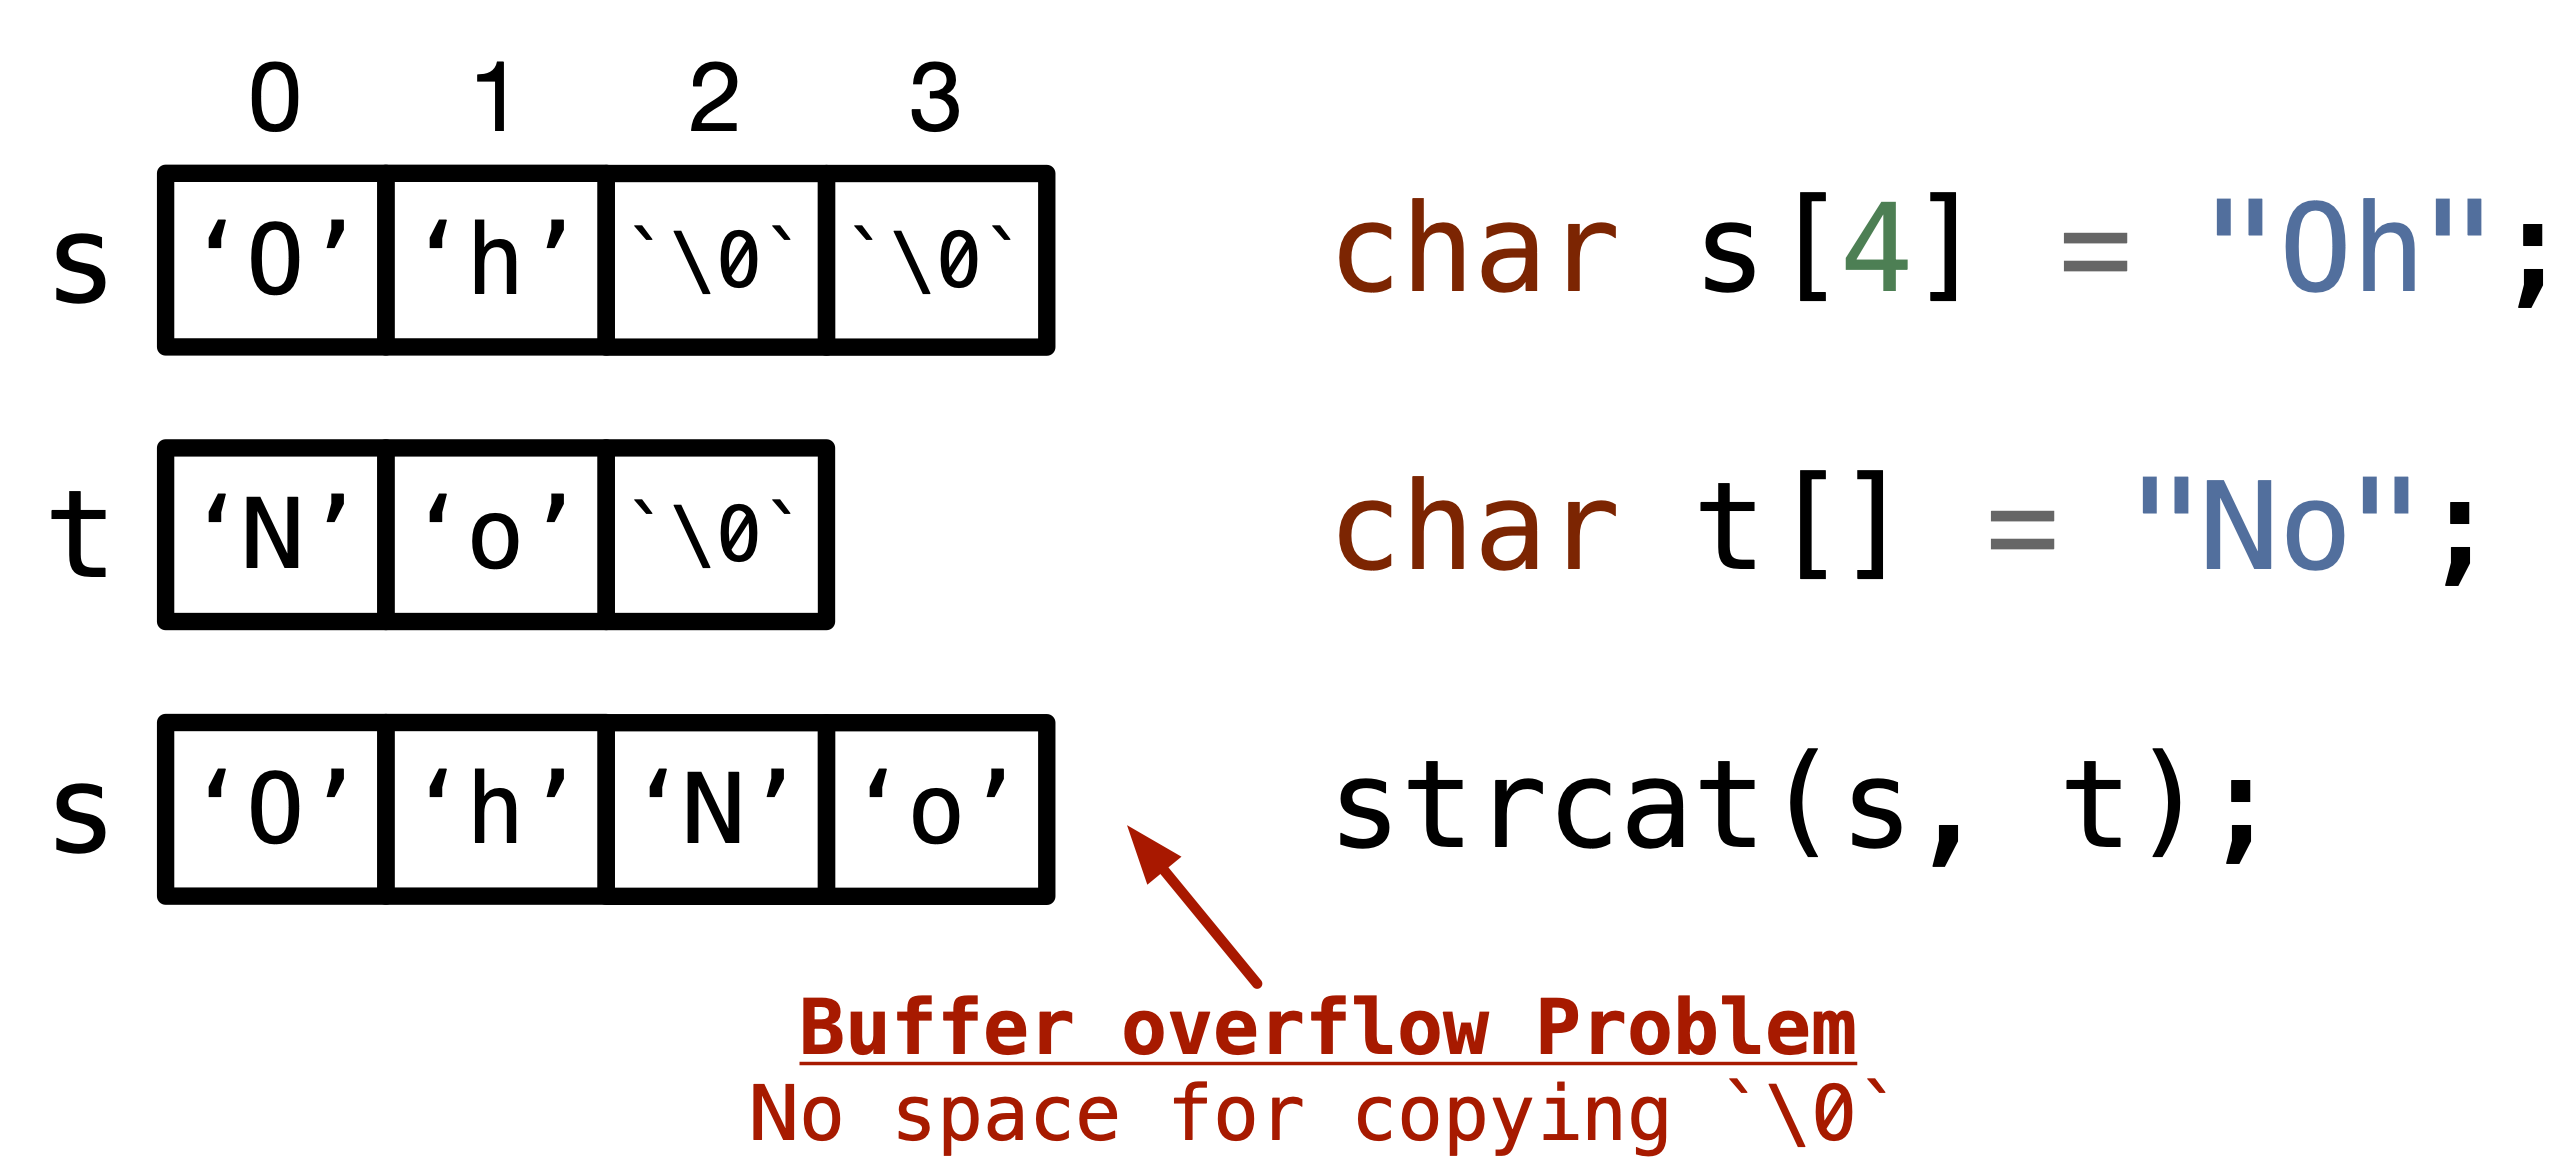 0 1 2 3
s ‘O’ ‘h’ `\0` `\0` char s[4] = "Oh";
t ‘N’ ‘o’ `\0` char t[] = "No";
s ‘O’ ‘h’ ‘N’ ‘o’ strcat(s, t);
Buffer overflow Problem
No space for copying `\0`